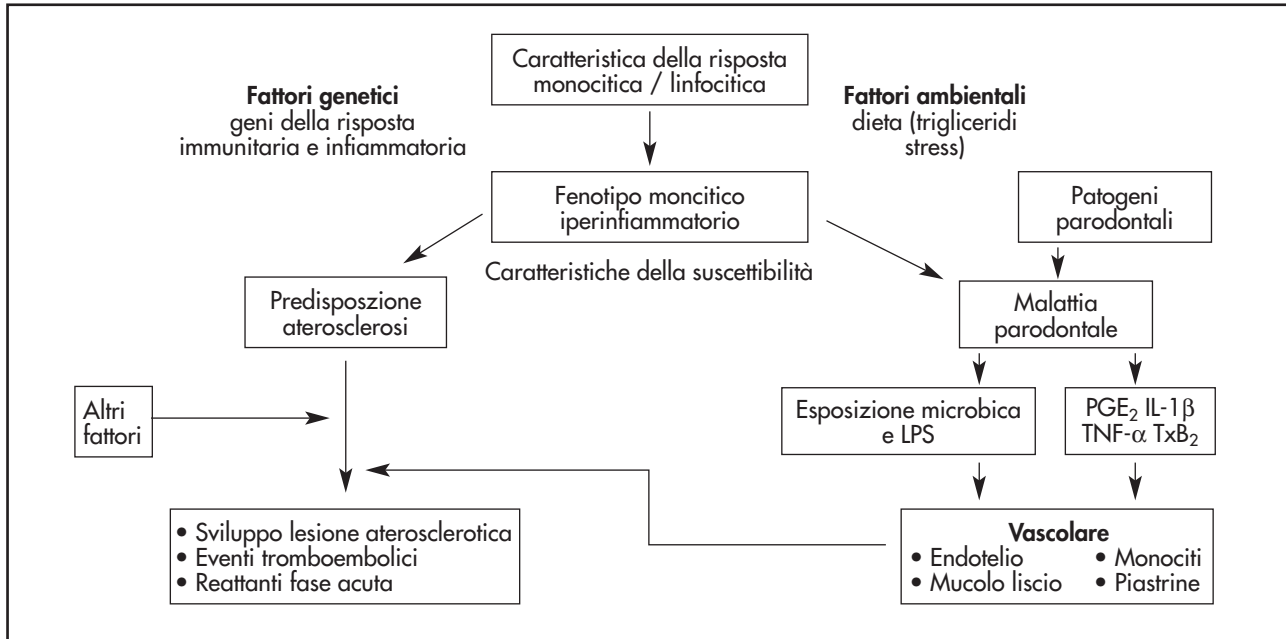 Caratteristica della risposta
monocitica / linfocitica
Fattori genetici
geni della risposta
immunitaria e infiammatoria
Fattori ambientali
dieta (trigliceridi
stress)
Fenotipo moncitico
iperinfiammatorio
Patogeni
parodontali
Caratteristiche della suscettibilità
Predisposzione
aterosclerosi
Malattia
parodontale
Altri
fattori
Esposizione microbica
e LPS
PGE₂ IL-1β
TNF-α TxB₂
• Sviluppo lesione aterosclerotica
• Eventi tromboembolici
• Reattanti fase acuta
Vascolare
• Endotelio • Monociti
• Mucolo liscio • Piastrine